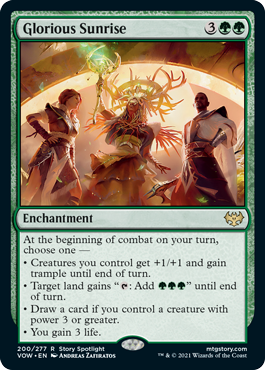 Glorious Sunrise 3
Enchantment
At the beginning of combat on your turn,
choose one —
• Creatures you control get +1/+1 and gain
trample until end of turn.
• Target land gains “: Add ” until end
of turn.
• Draw a card if you control a creature with
power 3 or greater.
• You gain 3 life.
200/277 R Story Spotlight mtgstory.com
VOW • EN Andreas Zafiratos ™ & © 2021 Wizards of the Coast